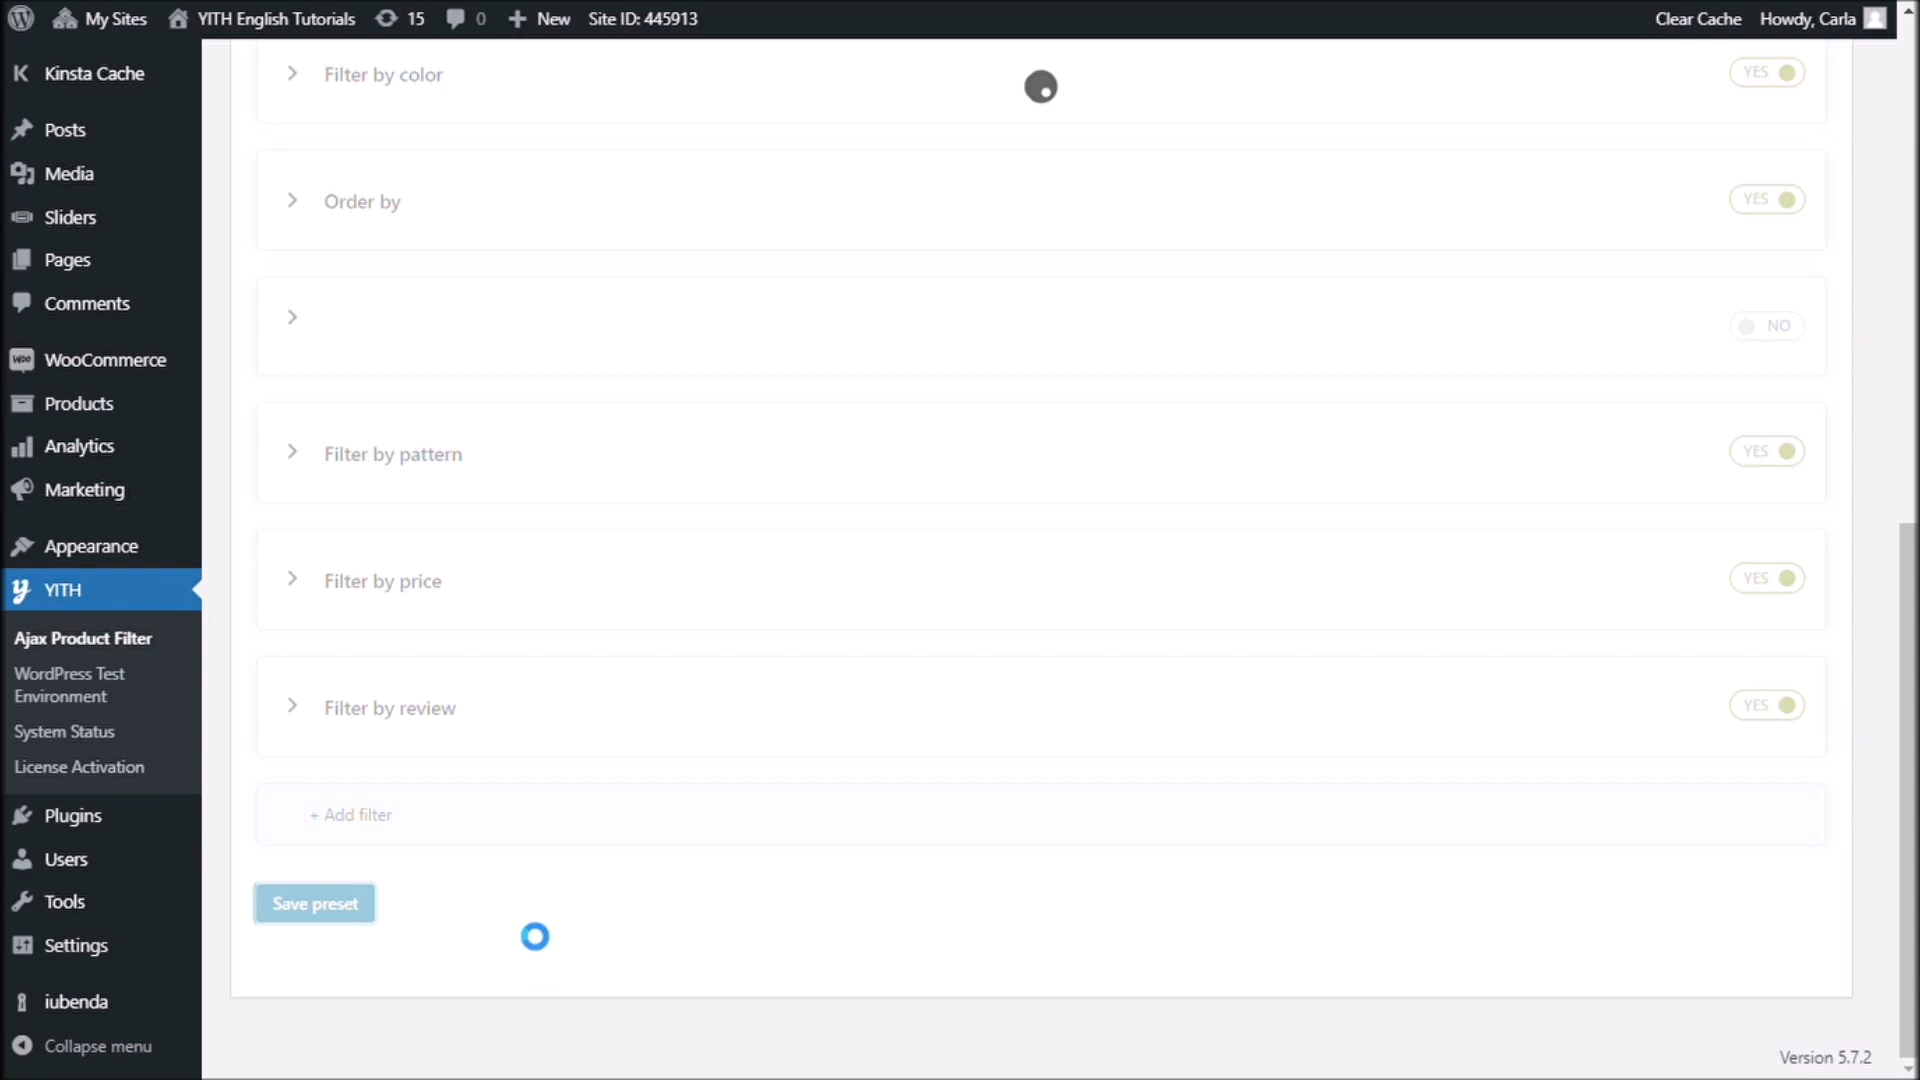 My Sites
YITH English Tutorials
15
0
New
Site ID: 445913
Clear Cache
Howdy, Carla
Kinsta Cache
Posts
Media
Sliders
Pages
Comments
WooCommerce
Products
Analytics
Marketing
Appearance
YITH
Ajax Product Filter
WordPress Test
Environment
System Status
License Activation
Plugins
Users
Tools
Settings
iubenda
Collapse menu
Filter by color
YES
Order by
YES
NO
Filter by pattern
YES
Filter by price
YES
Filter by review
YES
+ Add filter
Save preset
Version 5.7.2